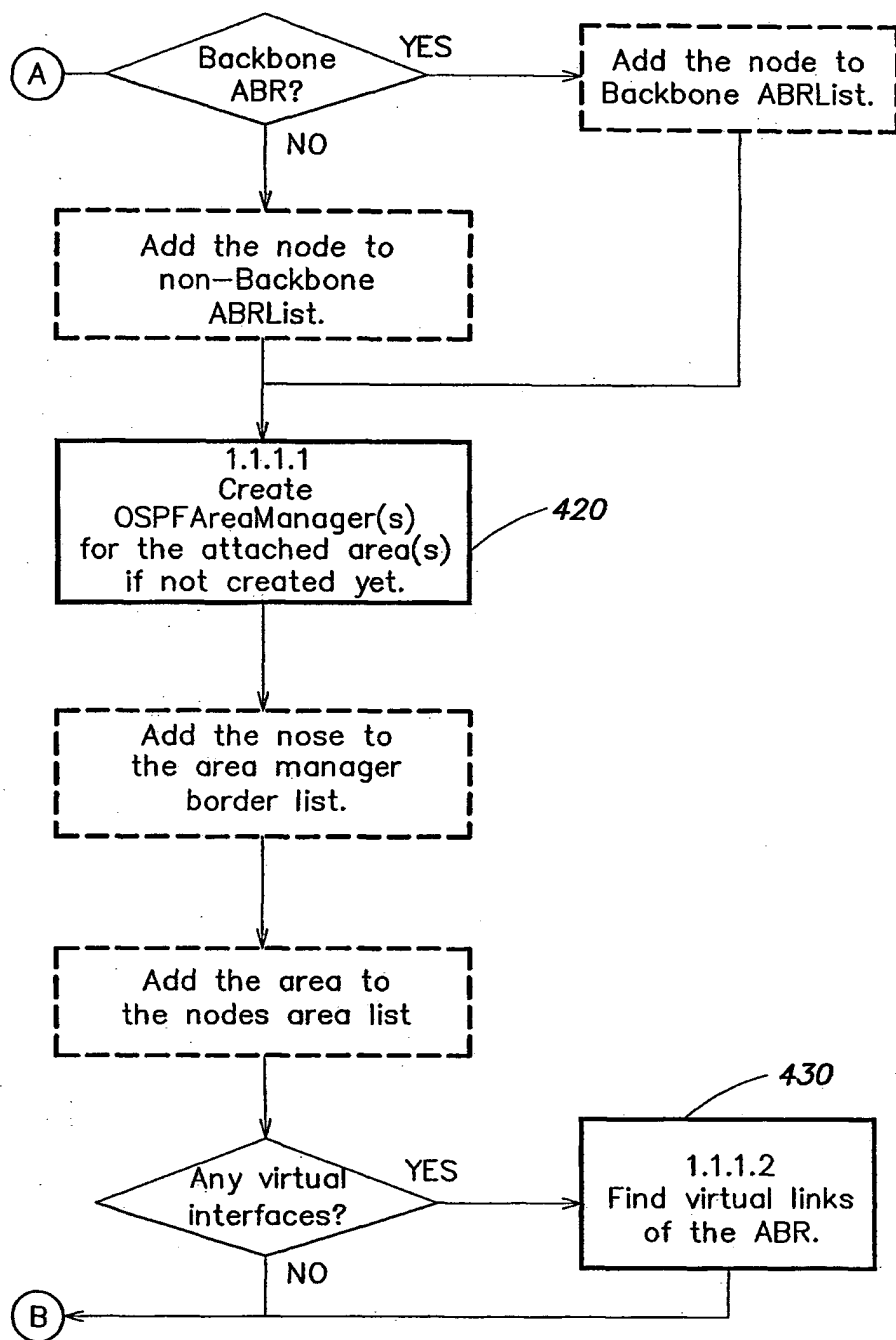 A
Backbone
ABR?
YES
Add the node to
Backbone ABRList.
NO
Add the node to
non-Backbone
ABRList.
1.1.1.1
Create
OSPFAreaManager(s)
for the attached area(s)
if not created yet.
420
Add the nose to
the area manager
border list.
Add the area to
the nodes area list
430
Any virtual
interfaces?
YES
1.1.1.2
Find virtual links
of the ABR.
NO
B